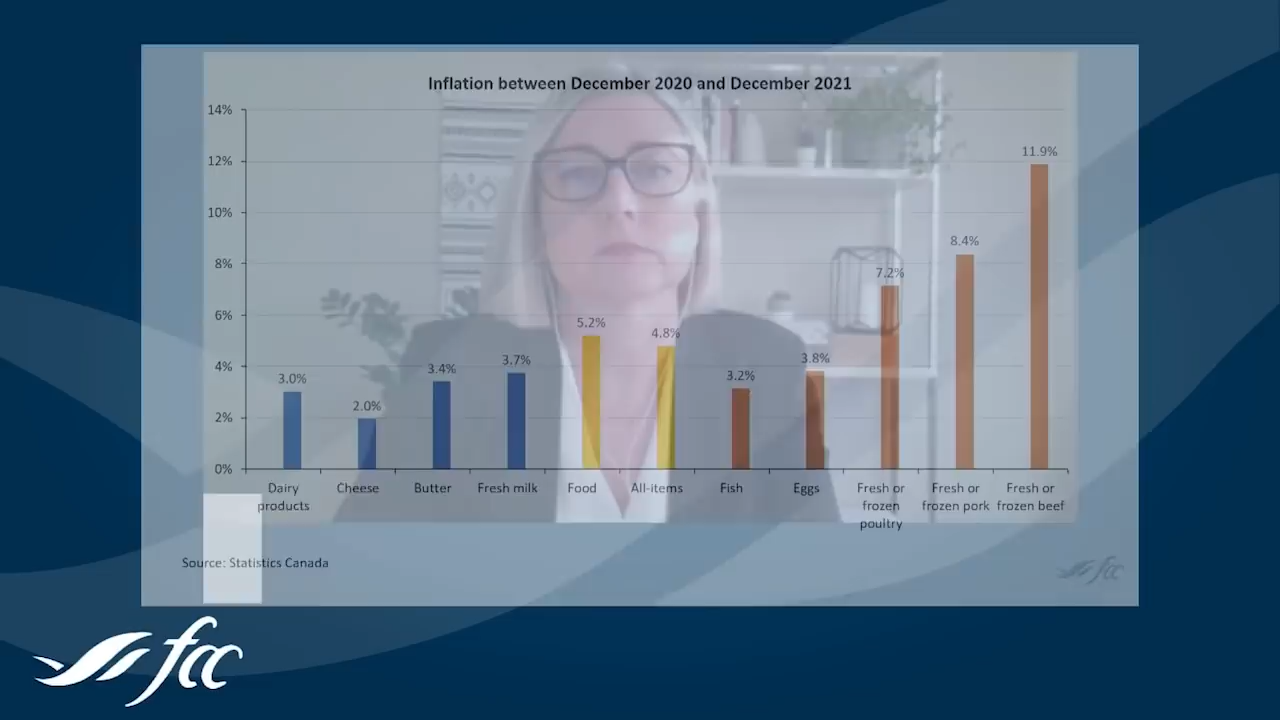 Inflation between December 2020 and December 2021
14%
12%
10%
8%
6%
4%
2%
0%
3.0%
2.0%
3.4%
3.7%
5.2%
4.8%
3.2%
3.8%
7.2%
8.4%
11.9%
Dairy
products
Cheese
Butter
Fresh milk
Food
All-items
Fish
Eggs
Fresh or
frozen
poultry
Fresh or
frozen pork
Fresh or
frozen beef
Source: Statistics Canada
fcc
fcc